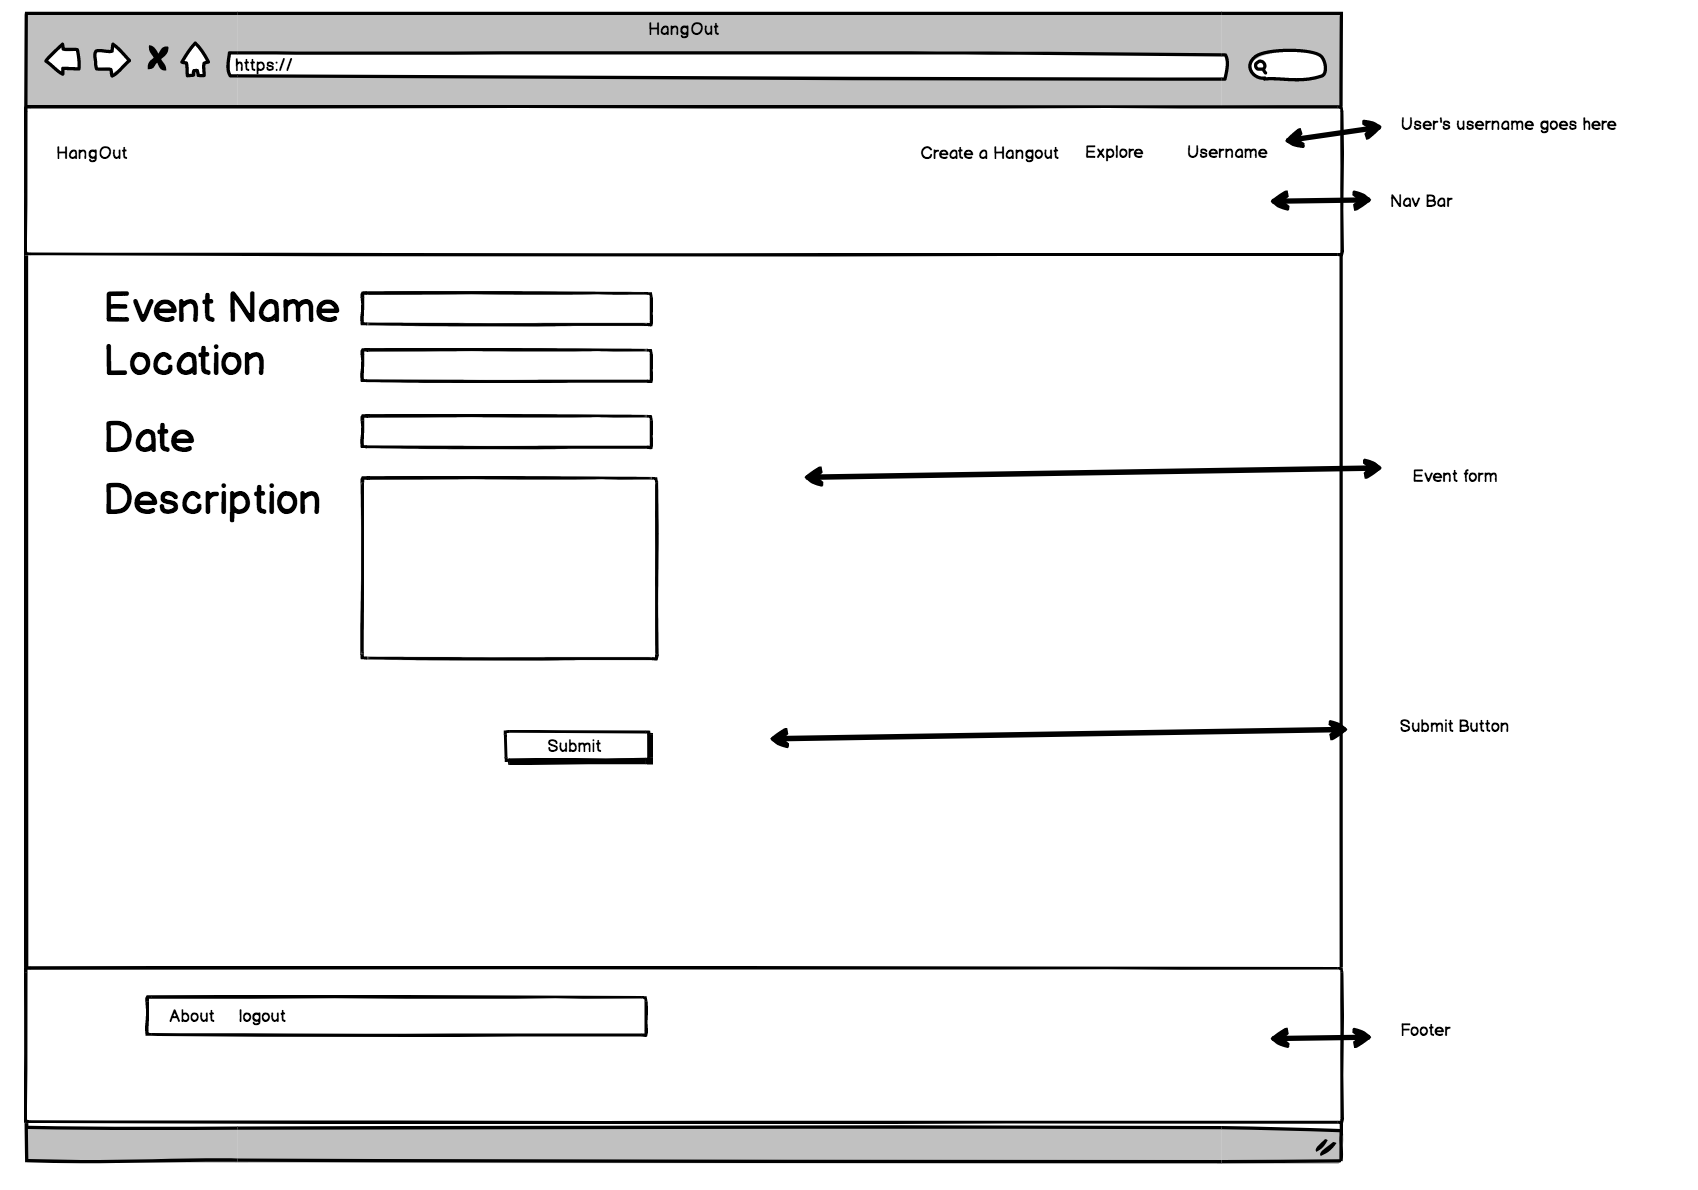 HangOut
https://
User's username goes here
HangOut Create a Hangout Explore Username
Nav Bar
Event Name
Location
Date
Event form
Description
Submit Button
Submit
About logout
Footer